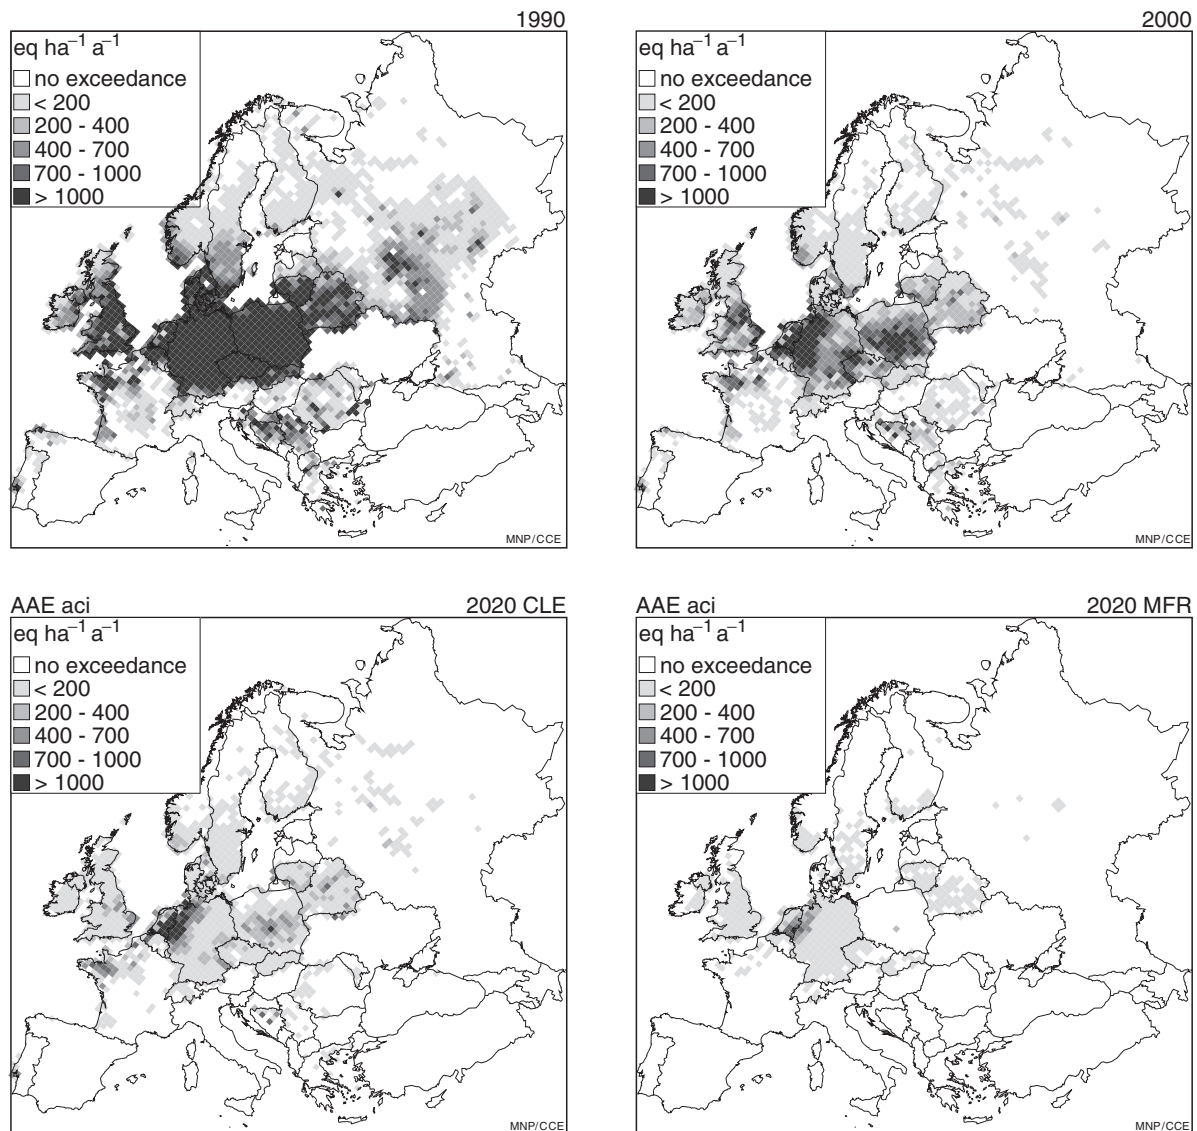 1990
eq ha⁻¹ a⁻¹
no exceedance
< 200
200 - 400
400 - 700
700 - 1000
> 1000
MNP/CCE
2000
eq ha⁻¹ a⁻¹
no exceedance
< 200
200 - 400
400 - 700
700 - 1000
> 1000
MNP/CCE
AAE aci 2020 CLE
eq ha⁻¹ a⁻¹
no exceedance
< 200
200 - 400
400 - 700
700 - 1000
> 1000
MNP/CCE
AAE aci 2020 MFR
eq ha⁻¹ a⁻¹
no exceedance
< 200
200 - 400
400 - 700
700 - 1000
> 1000
MNP/CCE